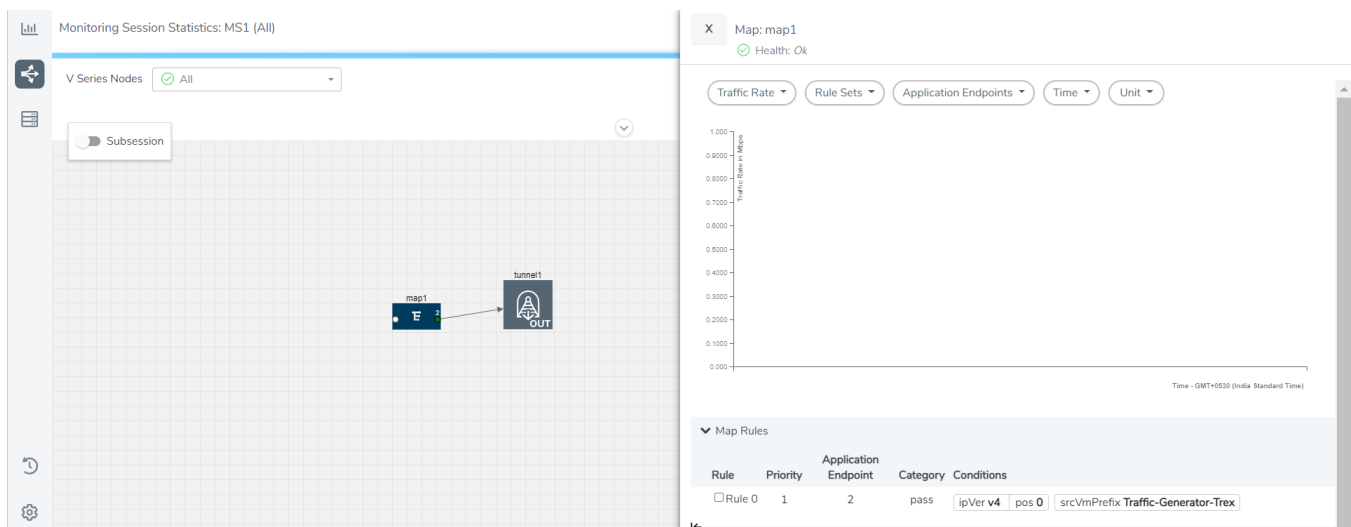 Monitoring Session Statistics: MS1 (All)
V Series Nodes All
Subsession
map1
E 2
tunnel1
OUT
X Map: map1
Health: Ok
Traffic Rate Rule Sets Application Endpoints Time Unit
1.000
0.9000
0.8000
0.7000
0.6000
0.5000
0.4000
0.3000
0.2000
0.1000
0.000
Traffic Rate in Mbps
Time - GMT+0530 (India Standard Time)
Map Rules
Rule Priority Application Endpoint Category Conditions
Rule 0 1 2 pass ipVer v4 pos 0 srcVmPrefix Traffic-Generator-Trex